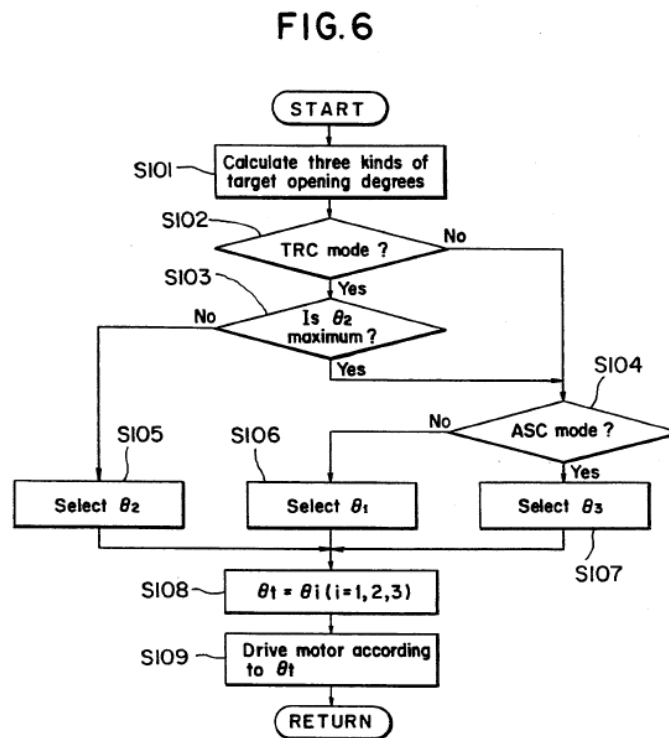 FIG.6
START
S101
Calculate three kinds of
target opening degrees
S102
TRC mode ?
No
S103
Yes
No
Is θ2
maximum ?
Yes
S104
No
ASC mode ?
S105
S106
Yes
Select θ2
Select θ1
Select θ3
S107
S108
θt = θi (i=1,2,3)
S109
Drive motor according
to θt
RETURN